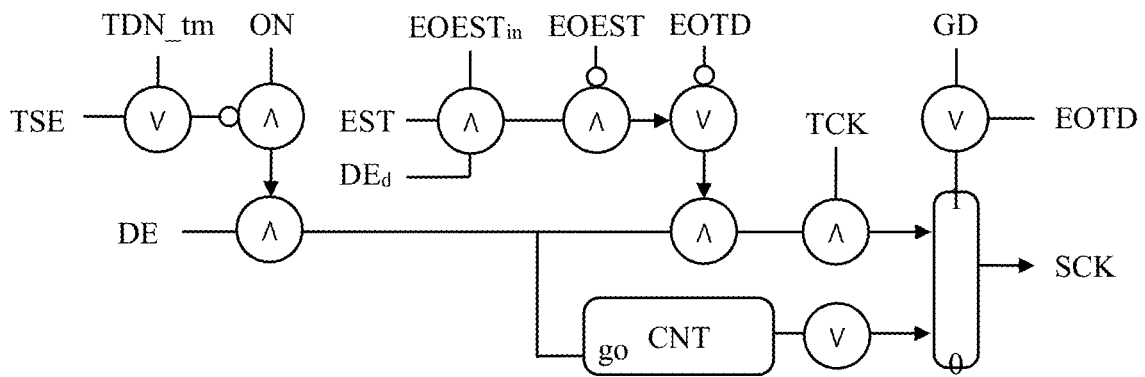 TDN_tm ON EOESTin EOEST EOTD GD
TSE V Λ EST Λ Λ V TCK V EOTD
DEd
DE Λ Λ Λ 1
SCK
go CNT V
0